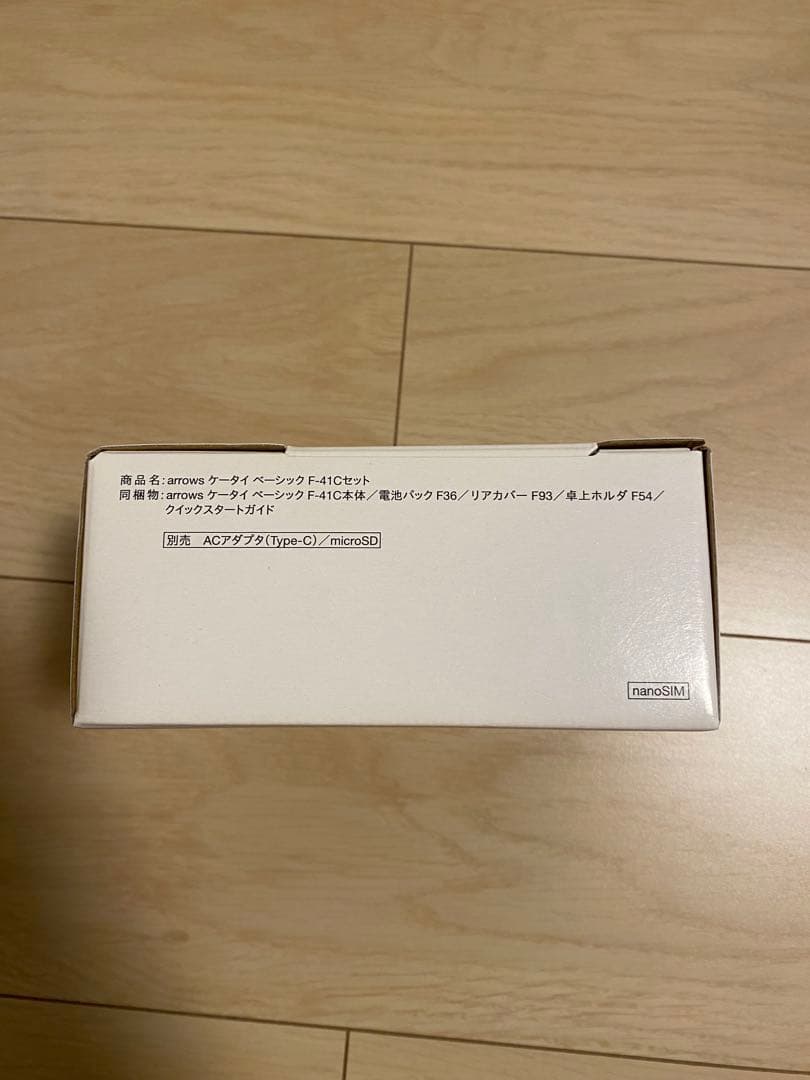 商品名:arrows ケータイ ベーシック F-41Cセット
同梱物:arrows ケータイ ベーシック F-41C本体／電池パック F36／リアカバー F93／卓上ホルダ F54／
クイックスタートガイド
別売　ACアダプタ(Type-C)／microSD
nanoSIM